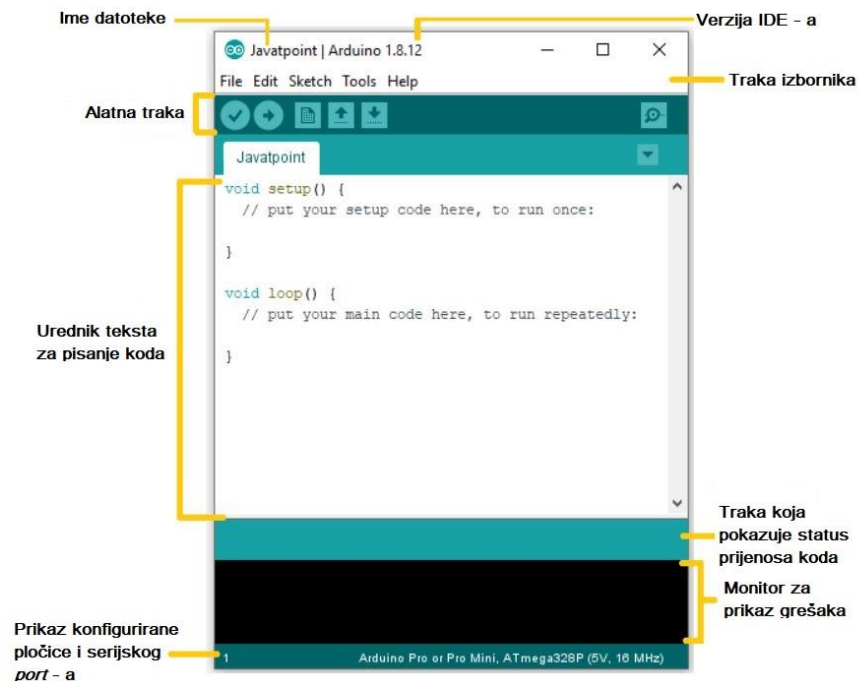 Ime datoteke
Verzija IDE - a
Javatpoint | Arduino 1.8.12
File Edit Sketch Tools Help
Traka izbornika
Alatna traka
Javatpoint
void setup() {
// put your setup code here, to run once:
}
void loop() {
// put your main code here, to run repeatedly:
}
Urednik teksta
za pisanje koda
Traka koja
pokazuje status
prijenosa koda
Monitor za
prikaz grešaka
Prikaz konfigurirane
pločice i serijskog
port - a
1
Arduino Pro or Pro Mini, ATmega328P (5V, 16 MHz)